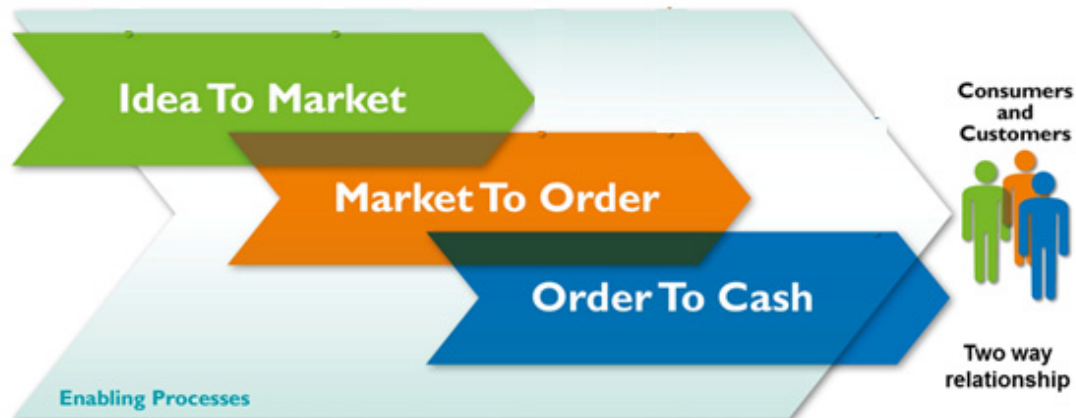 Idea To Market
Market To Order
Order To Cash
Enabling Processes
Consumers
and
Customers
Two way
relationship